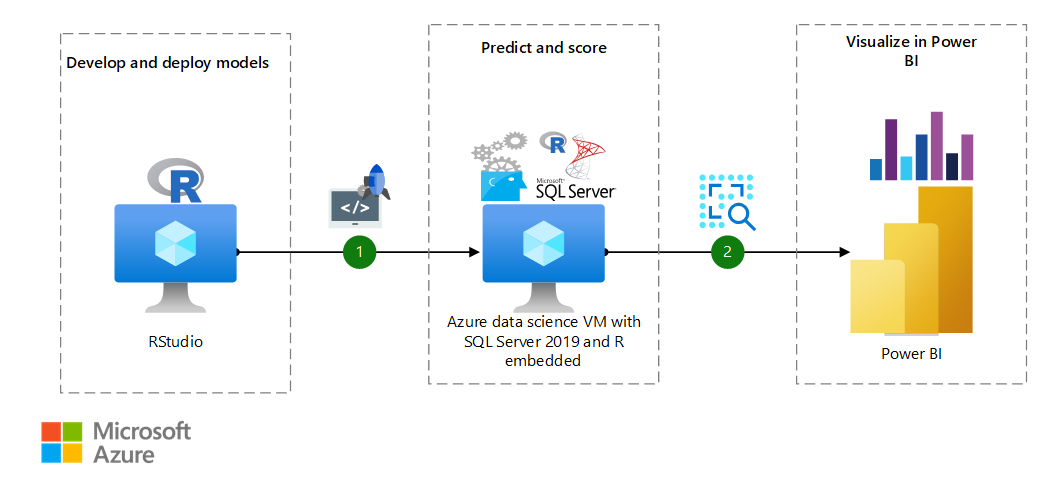 Develop and deploy models
R
RStudio
</>
1
Predict and score
R
Microsoft®
SQL Server®
Azure data science VM with
SQL Server 2019 and R
embedded
2
Visualize in Power
BI
Power BI
Microsoft
Azure